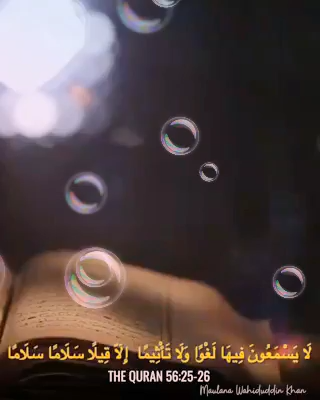 لَا يَسْمَعُونَ فِيهَا لَغْوًا وَلَا تَأْثِيمًا إِلَّا قِيلًا سَلَامًا سَلَامًا
THE QURAN 56:25-26
Maulana Wahiduddin Khan